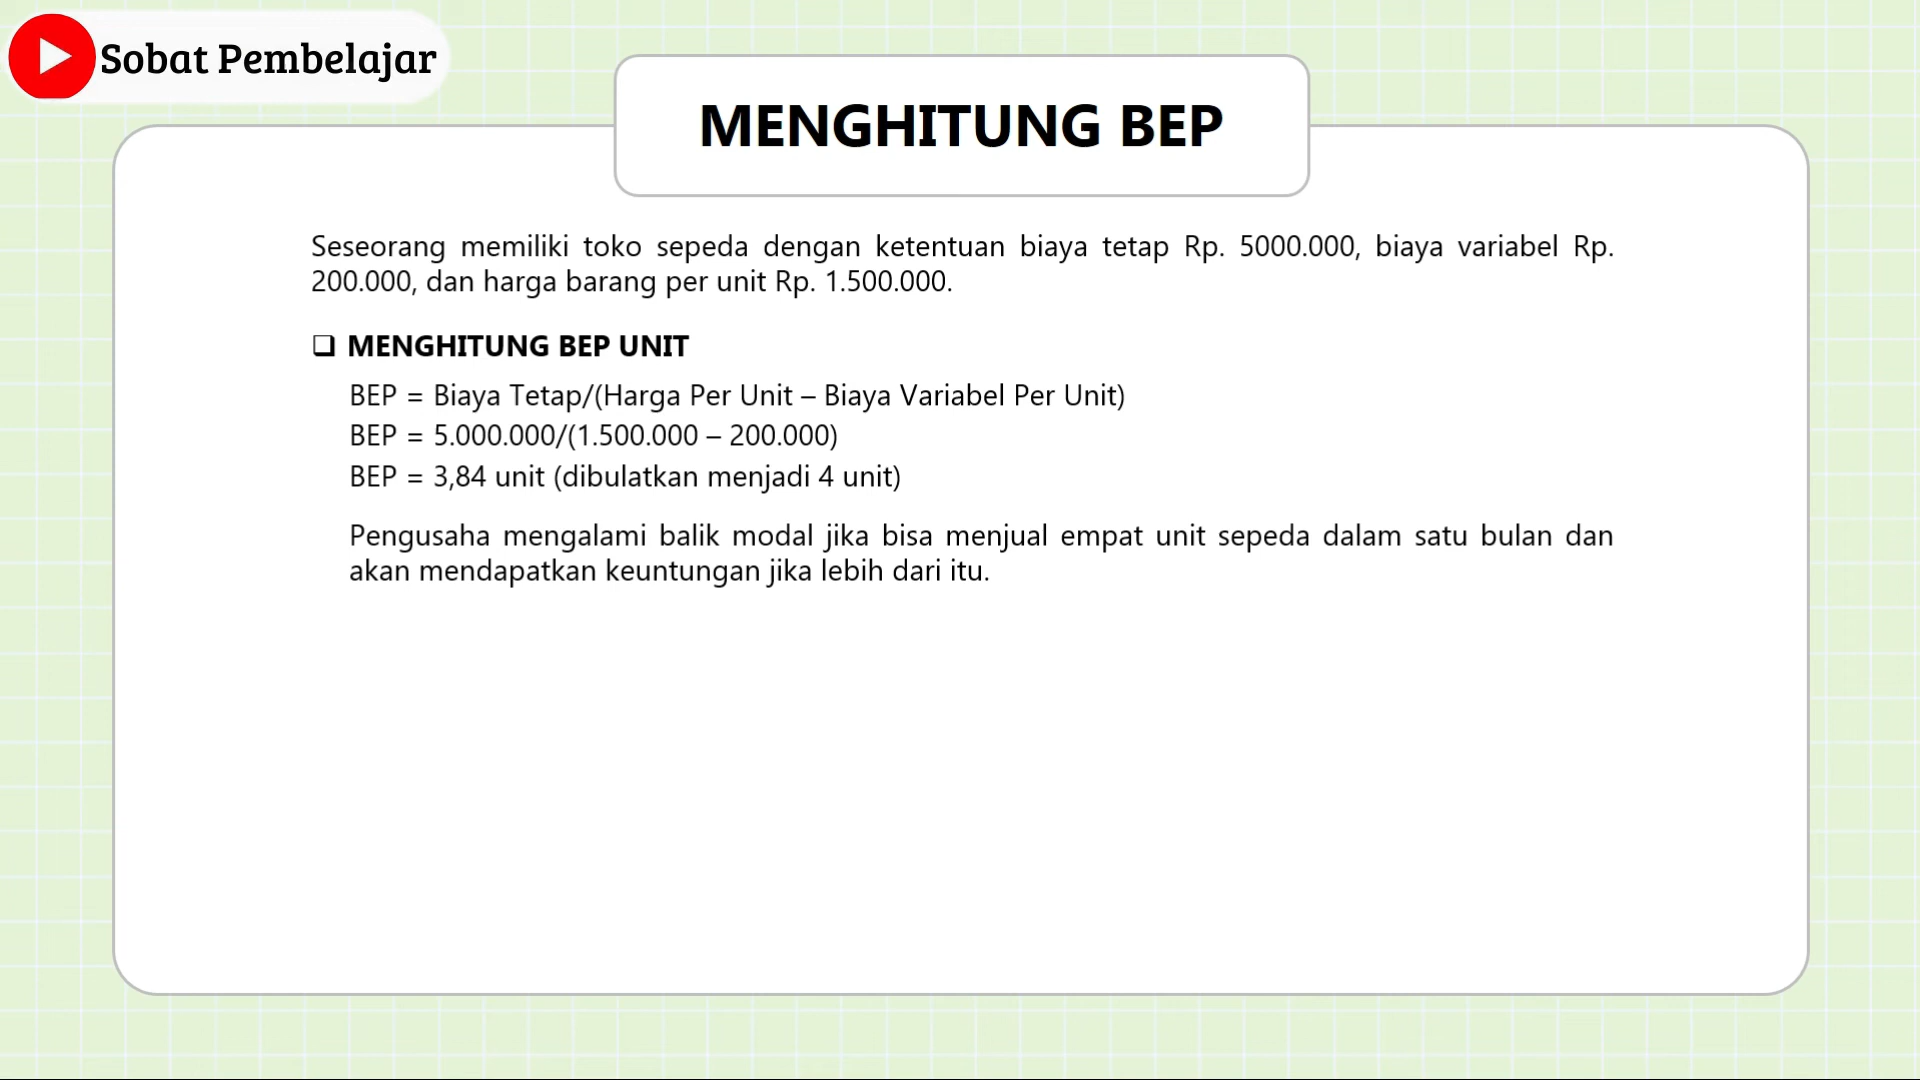 Sobat Pembelajar
MENGHITUNG BEP
Seseorang memiliki toko sepeda dengan ketentuan biaya tetap Rp. 5000.000, biaya variabel Rp.
200.000, dan harga barang per unit Rp. 1.500.000.
❑ MENGHITUNG BEP UNIT
BEP = Biaya Tetap/(Harga Per Unit – Biaya Variabel Per Unit)
BEP = 5.000.000/(1.500.000 – 200.000)
BEP = 3,84 unit (dibulatkan menjadi 4 unit)
Pengusaha mengalami balik modal jika bisa menjual empat unit sepeda dalam satu bulan dan
akan mendapatkan keuntungan jika lebih dari itu.